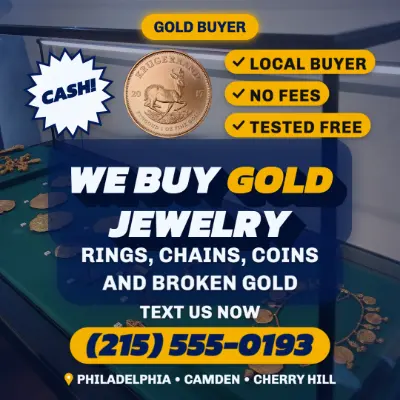 GOLD BUYER
CASH!
KRUGERRAND
LOCAL BUYER
NO FEES
TESTED FREE
WE BUY GOLD
JEWELRY
RINGS, CHAINS, COINS
AND BROKEN GOLD
TEXT US NOW
(215) 555-0193
PHILADELPHIA • CAMDEN • CHERRY HILL